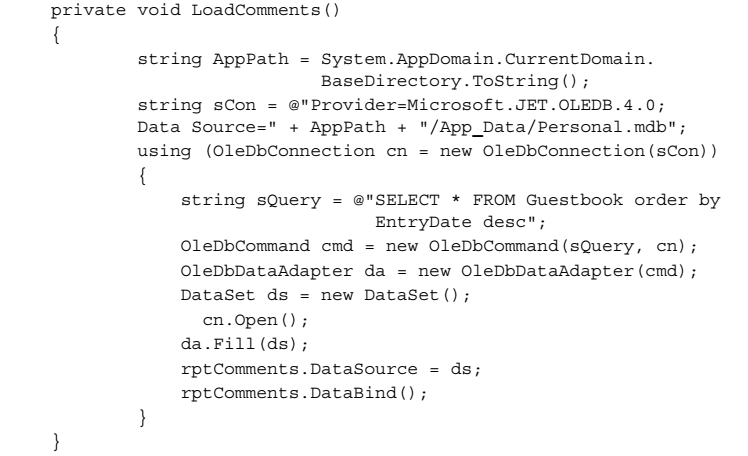 private void LoadComments()
{
string AppPath = System.AppDomain.CurrentDomain.
BaseDirectory.ToString();
string sCon = @"Provider=Microsoft.JET.OLEDB.4.0;
Data Source=" + AppPath + "/App_Data/Personal.mdb";
using (OleDbConnection cn = new OleDbConnection(sCon))
{
string sQuery = @"SELECT * FROM Guestbook order by
EntryDate desc";
OleDbCommand cmd = new OleDbCommand(sQuery, cn);
OleDbDataAdapter da = new OleDbDataAdapter(cmd);
DataSet ds = new DataSet();
cn.Open();
da.Fill(ds);
rptComments.DataSource = ds;
rptComments.DataBind();
}
}